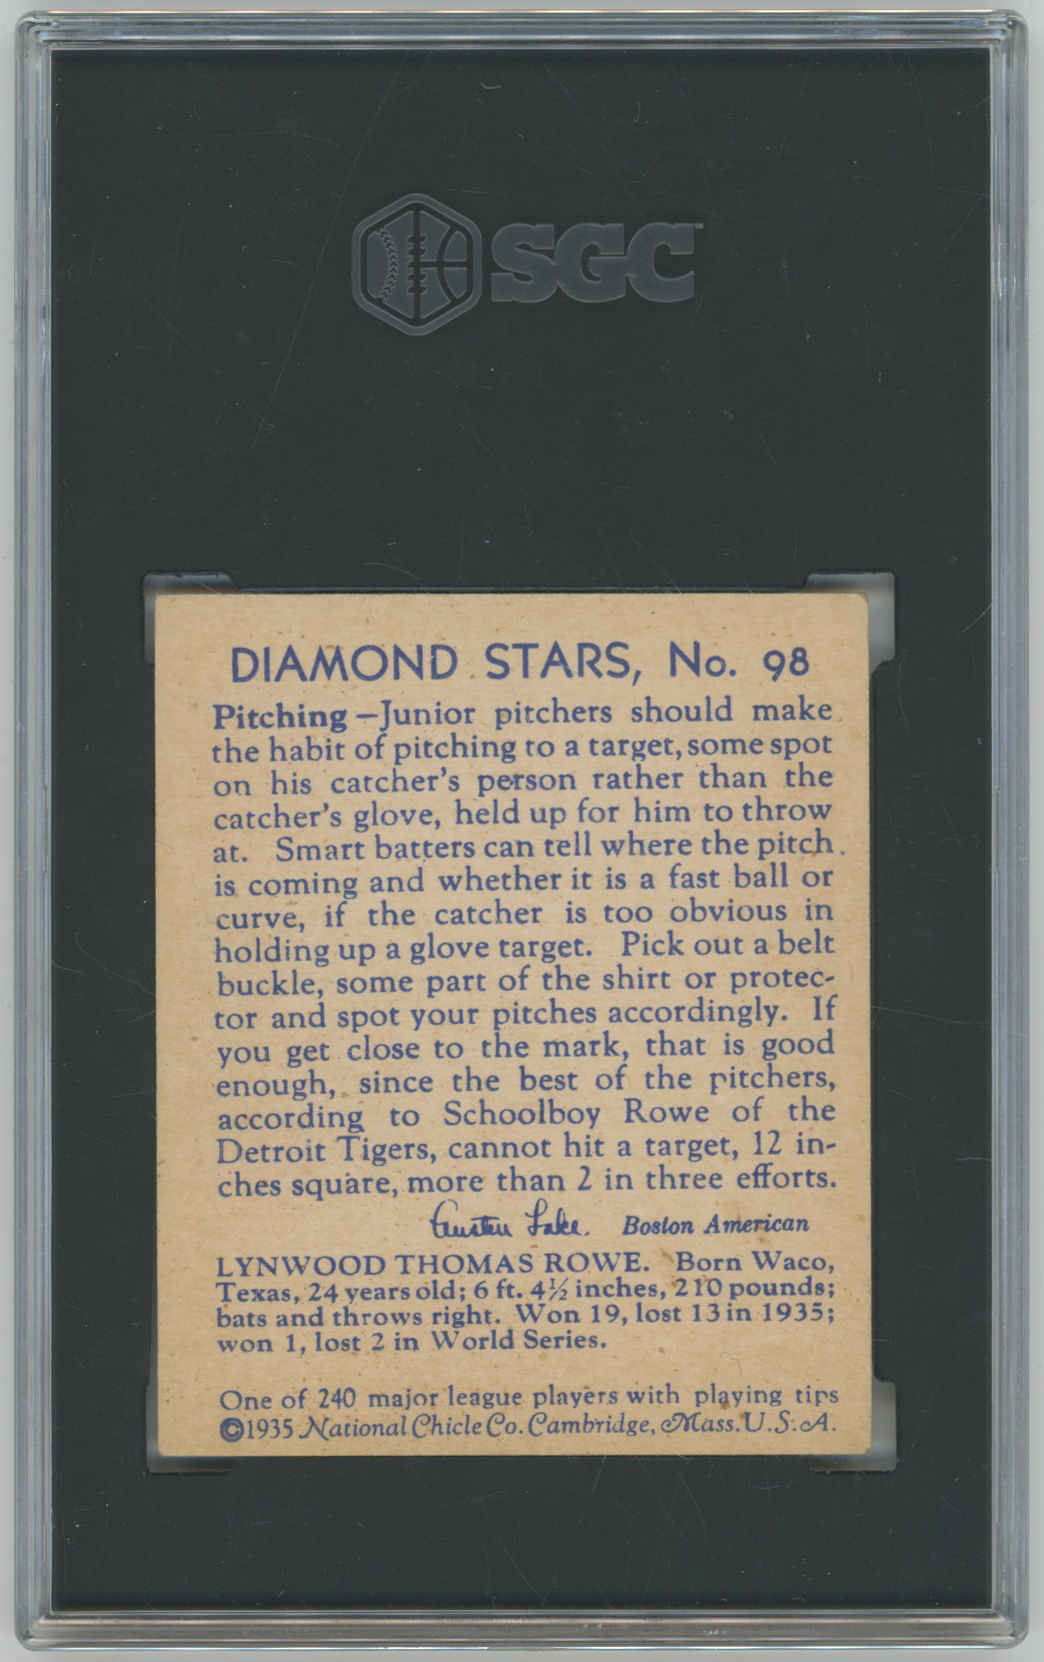 SGC™
DIAMOND STARS, No. 98
Pitching—Junior pitchers should make
the habit of pitching to a target, some spot
on his catcher's person rather than the
catcher's glove, held up for him to throw
at. Smart batters can tell where the pitch
is coming and whether it is a fast ball or
curve, if the catcher is too obvious in
holding up a glove target. Pick out a belt
buckle, some part of the shirt or protec-
tor and spot your pitches accordingly. If
you get close to the mark, that is good
enough, since the best of the pitchers,
according to Schoolboy Rowe of the
Detroit Tigers, cannot hit a target, 12 in-
ches square, more than 2 in three efforts.
Austen Lake. Boston American
LYNWOOD THOMAS ROWE. Born Waco,
Texas, 24 years old; 6 ft. 4½ inches, 210 pounds;
bats and throws right. Won 19, lost 13 in 1935;
won 1, lost 2 in World Series.
One of 240 major league players with playing tips
©1935 National Chicle Co. Cambridge, Mass. U.S.A.